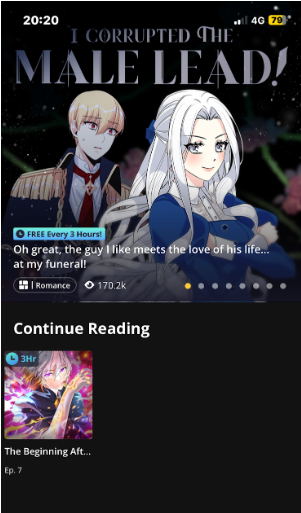 20:20
4G 79
I CORRUPTED THE
MALE LEAD!
FREE Every 3 Hours!
Oh great, the guy I like meets the love of his life...
at my funeral!
Romance
170.2k
Continue Reading
3Hr
The Beginning Aft...
Ep. 7